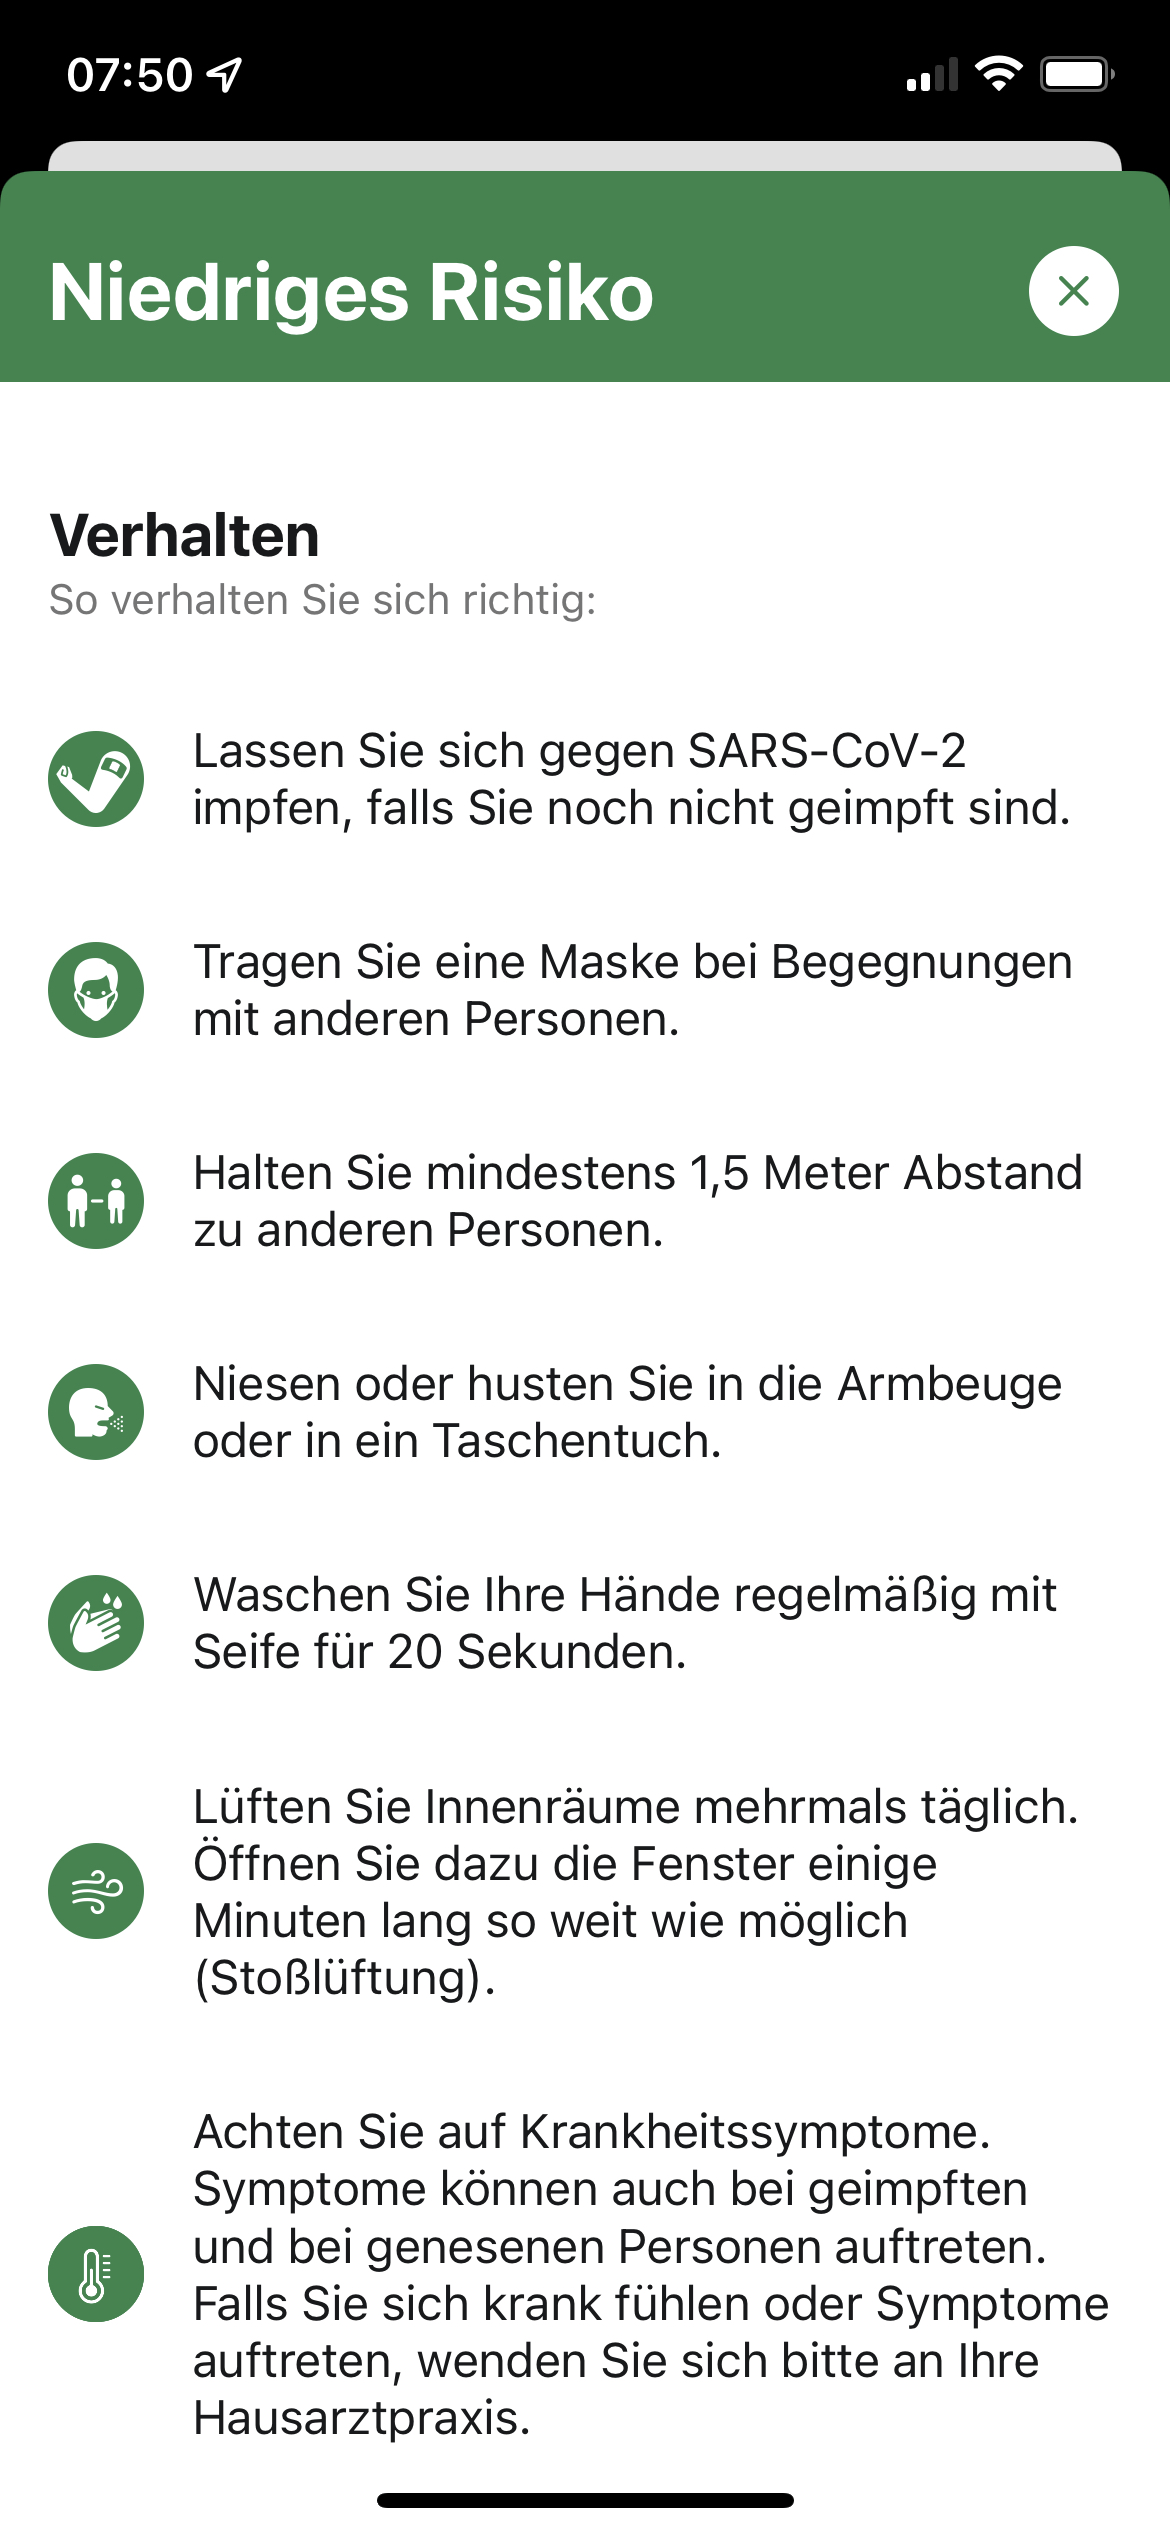 07:50
Niedriges Risiko
Verhalten
So verhalten Sie sich richtig:
Lassen Sie sich gegen SARS-CoV-2
impfen, falls Sie noch nicht geimpft sind.
Tragen Sie eine Maske bei Begegnungen
mit anderen Personen.
Halten Sie mindestens 1,5 Meter Abstand
zu anderen Personen.
Niesen oder husten Sie in die Armbeuge
oder in ein Taschentuch.
Waschen Sie Ihre Hände regelmäßig mit
Seife für 20 Sekunden.
Lüften Sie Innenräume mehrmals täglich.
Öffnen Sie dazu die Fenster einige
Minuten lang so weit wie möglich
(Stoßlüftung).
Achten Sie auf Krankheitssymptome.
Symptome können auch bei geimpften
und bei genesenen Personen auftreten.
Falls Sie sich krank fühlen oder Symptome
auftreten, wenden Sie sich bitte an Ihre
Hausarztpraxis.